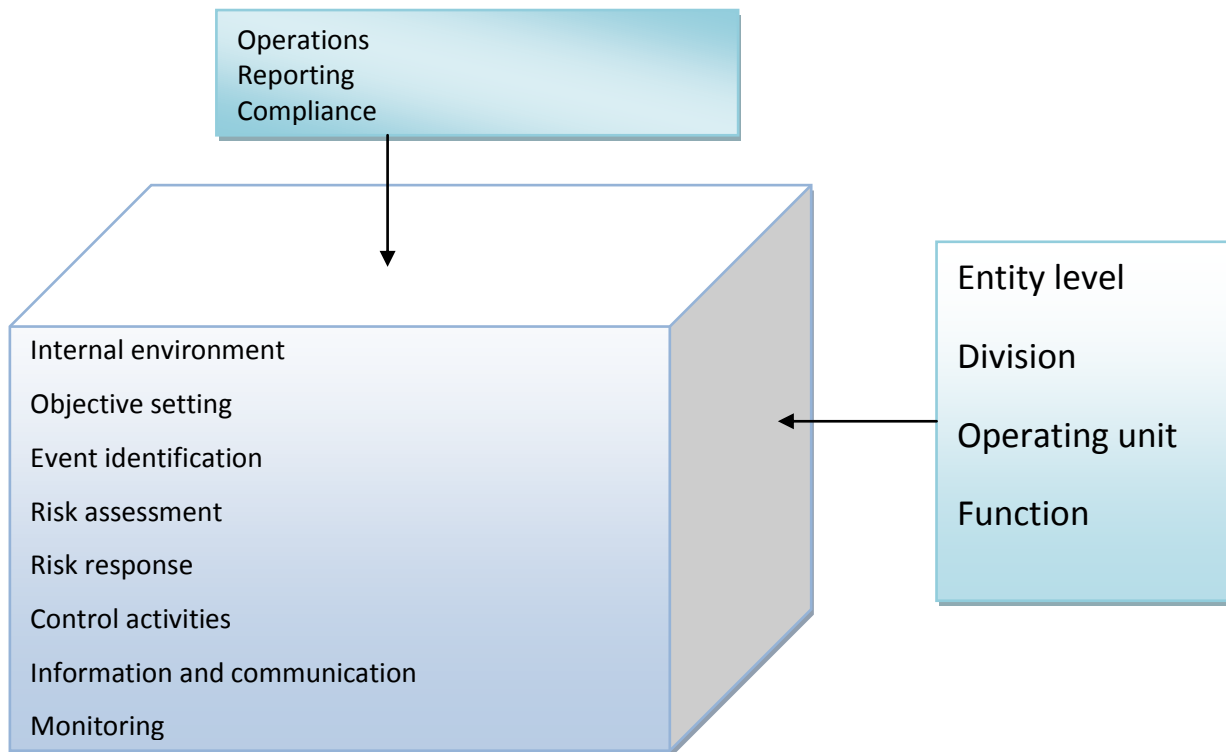 Operations
Reporting
Compliance
Internal environment
Objective setting
Event identification
Risk assessment
Risk response
Control activities
Information and communication
Monitoring
Entity level
Division
Operating unit
Function